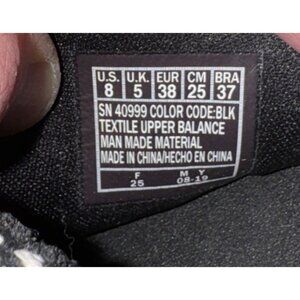 U.S. U.K. EUR CM BRA
8 5 38 25 37
SN 40999 COLOR CODE:BLK
TEXTILE UPPER BALANCE
MAN MADE MATERIAL
MADE IN CHINA/HECHO EN CHINA
F M Y
25 08-19